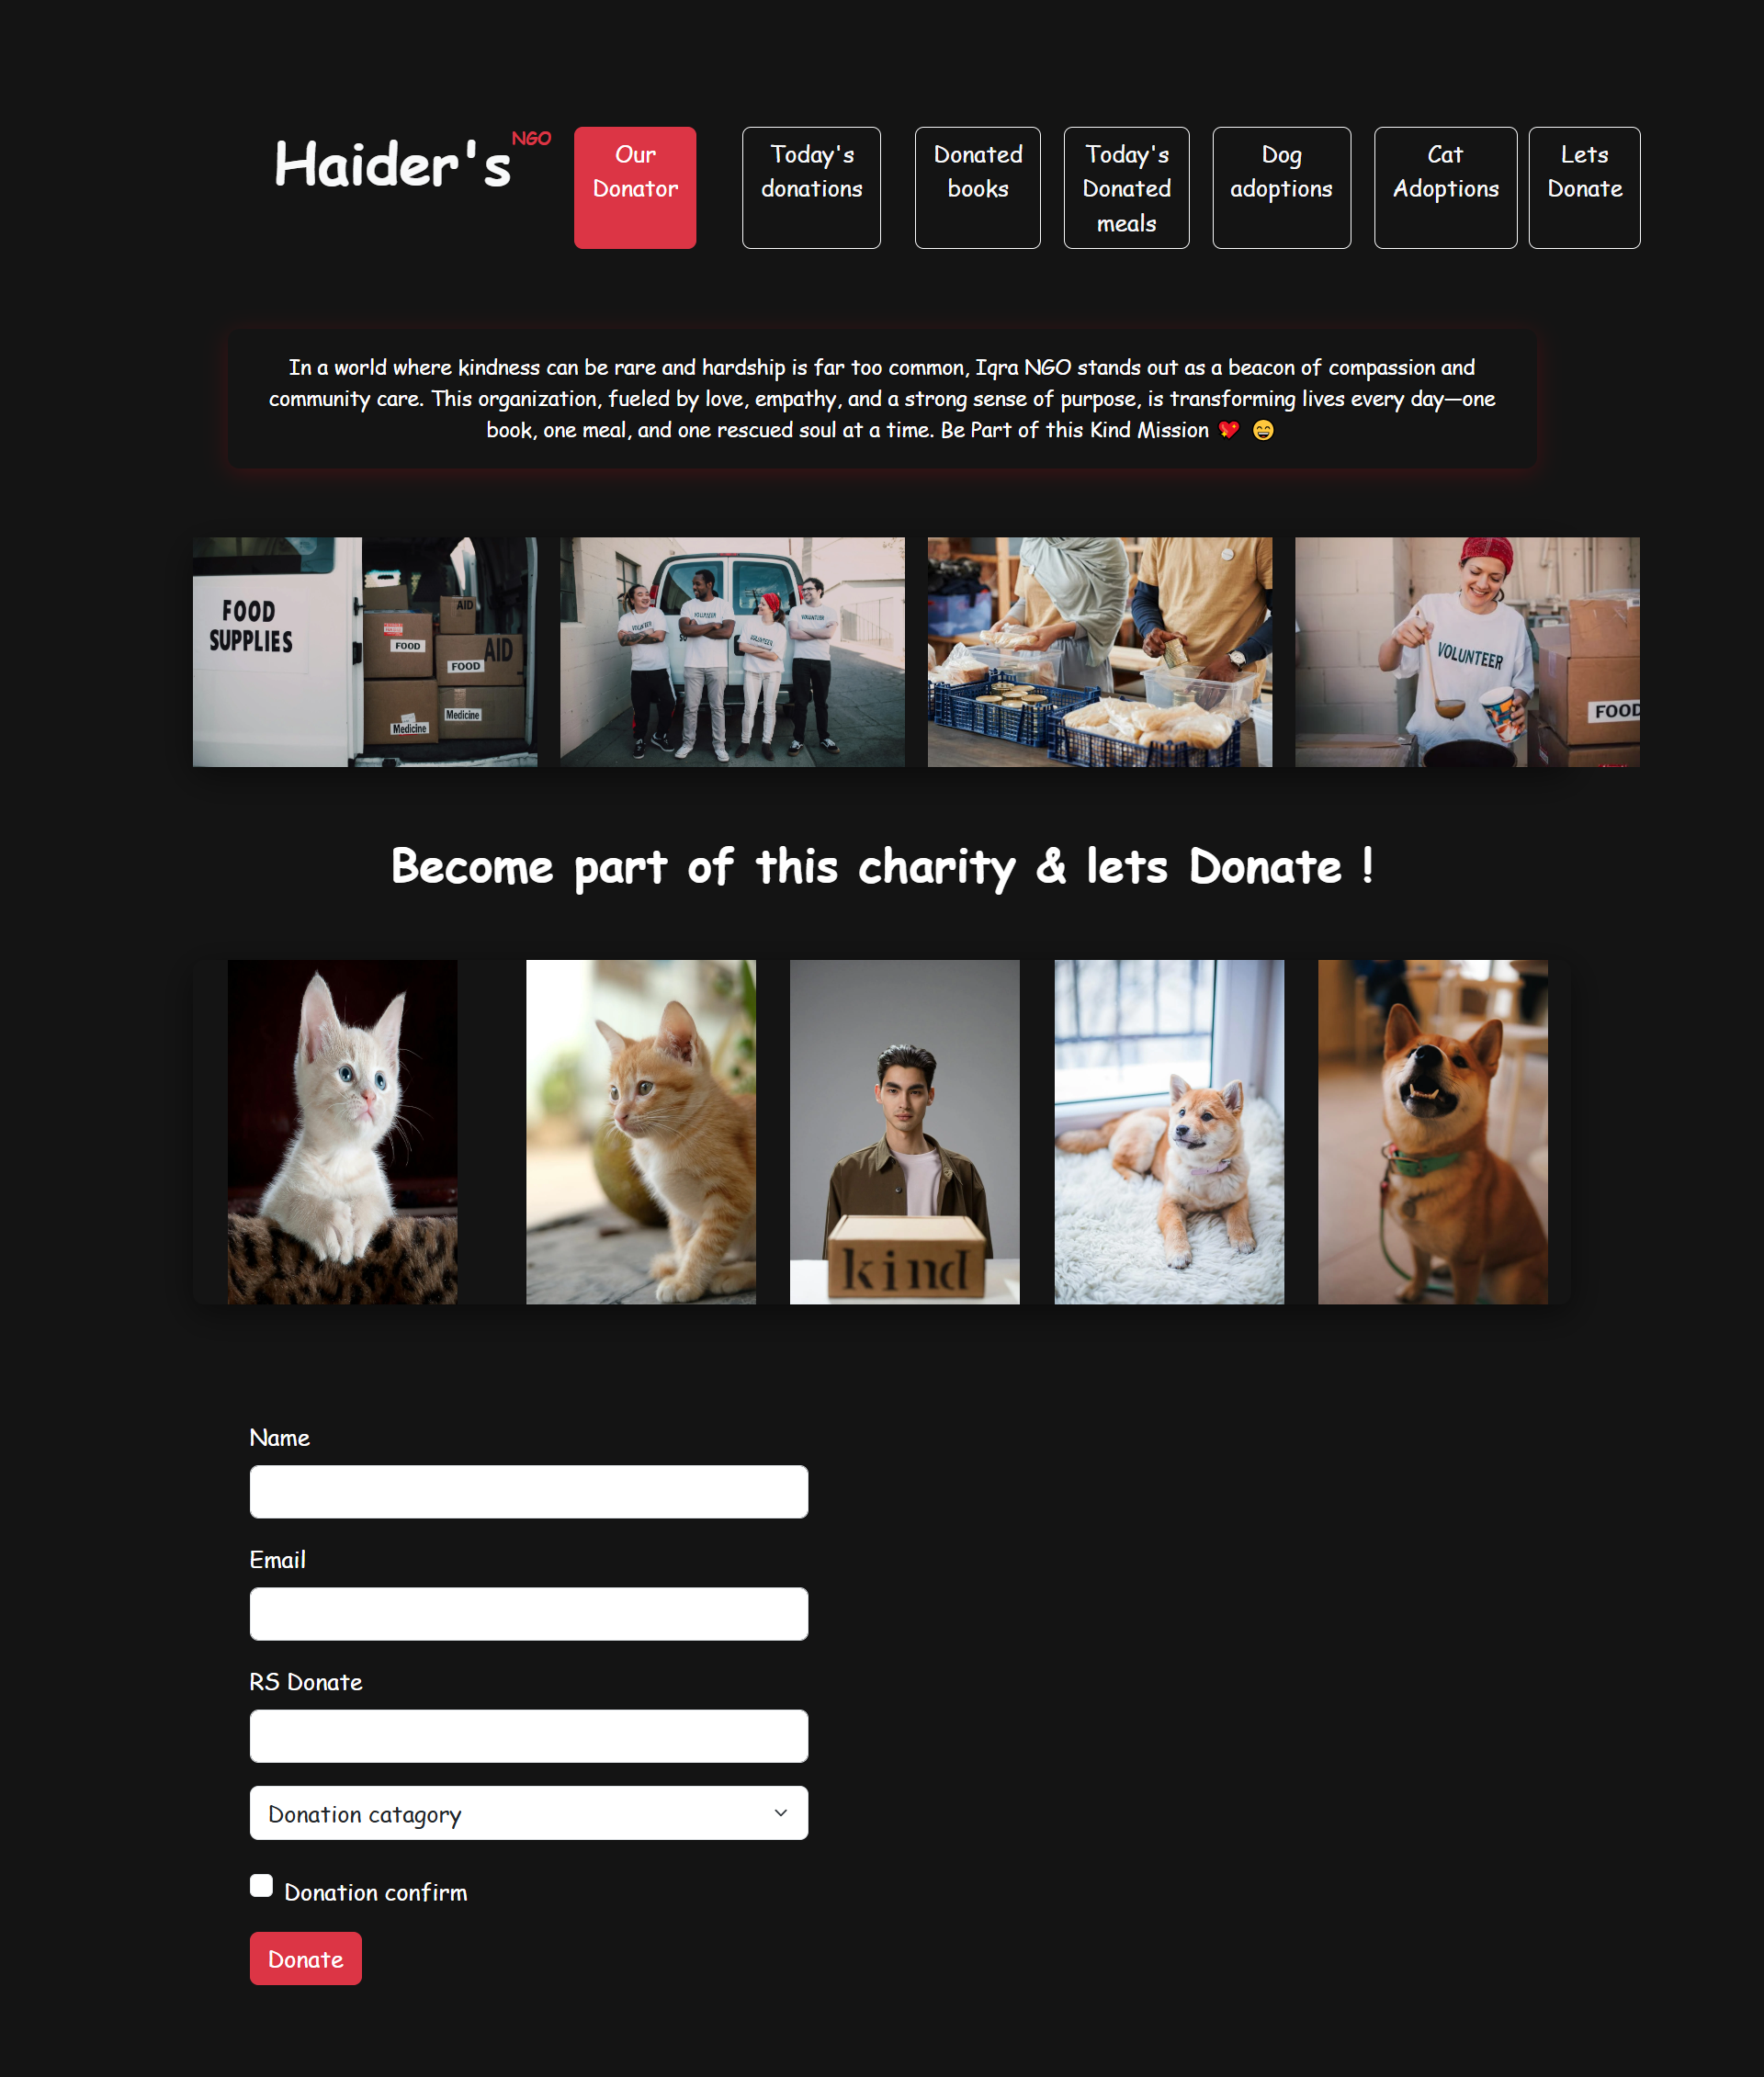 Haider's NGO
Our
Donator
Today's
donations
Donated
books
Today's
Donated
meals
Dog
adoptions
Cat
Adoptions
Lets
Donate
In a world where kindness can be rare and hardship is far too common, Iqra NGO stands out as a beacon of compassion and
community care. This organization, fueled by love, empathy, and a strong sense of purpose, is transforming lives every day—one
book, one meal, and one rescued soul at a time. Be Part of this Kind Mission 💖 😄
FOOD
SUPPLIES
AID
FOOD
AID
FOOD
Medicine
Medicine
VOLUNTEER
VOLUNTEER
VOLUNTEER
VOLUNTEER
VOLUNTEER
FOOD
Become part of this charity & lets Donate !
kind
Name
Email
RS Donate
Donation catagory
Donation confirm
Donate